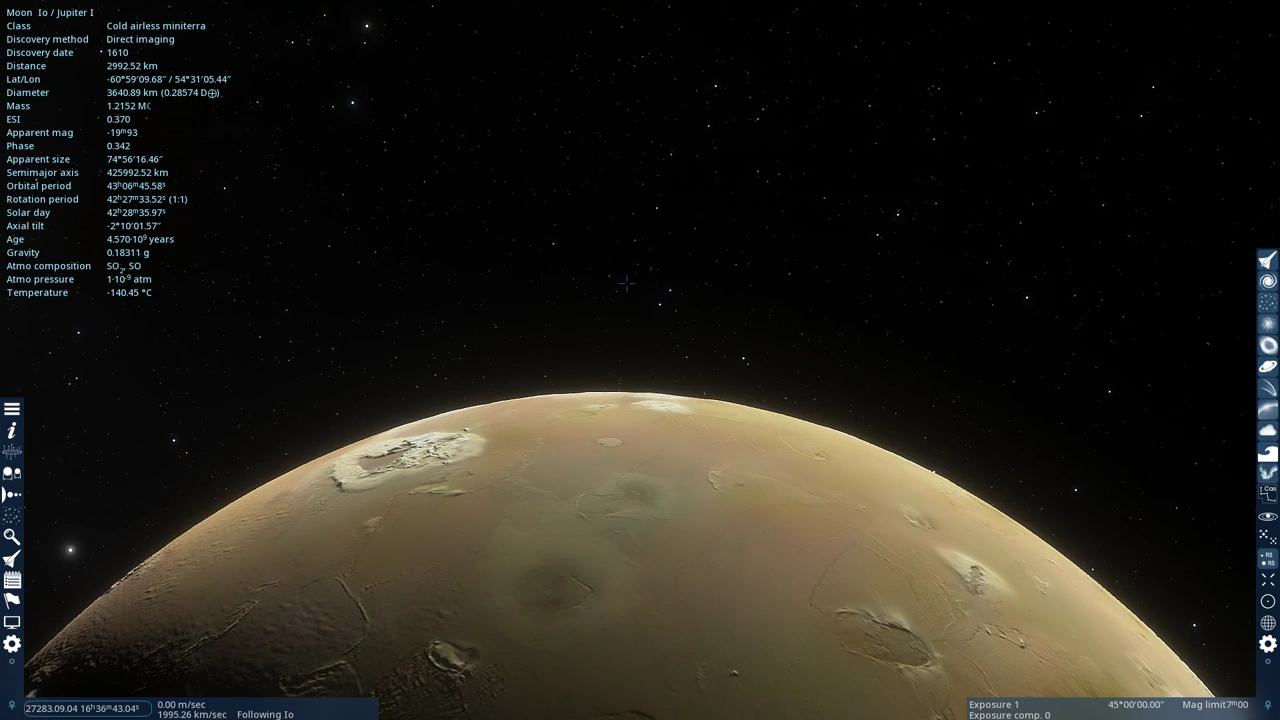 Moon Io / Jupiter I
Class Cold airless miniterra
Discovery method Direct imaging
Discovery date 1610
Distance 2992.52 km
Lat/Lon -60°59′09.68″ / 54°31′05.44″
Diameter 3640.89 km (0.28574 D⊕)
Mass 1.2152 M☾
ESI 0.370
Apparent mag -19ᵐ93
Phase 0.342
Apparent size 74°56′16.46″
Semimajor axis 425992.52 km
Orbital period 43ʰ06ᵐ45.58ˢ
Rotation period 42ʰ27ᵐ33.52ˢ (1:1)
Solar day 42ʰ28ᵐ35.97ˢ
Axial tilt -2°10′01.57″
Age 4.570·10⁹ years
Gravity 0.18311 g
Atmo composition SO₂, SO
Atmo pressure 1·10⁻⁹ atm
Temperature -140.45 °C
Con
RS
RS
27283.09.04 16ʰ36ᵐ43.04ˢ
0.00 m/sec
1995.26 km/sec Following Io
Exposure 1 45°00′00.00″ Mag limit7ᵐ00
Exposure comp. 0